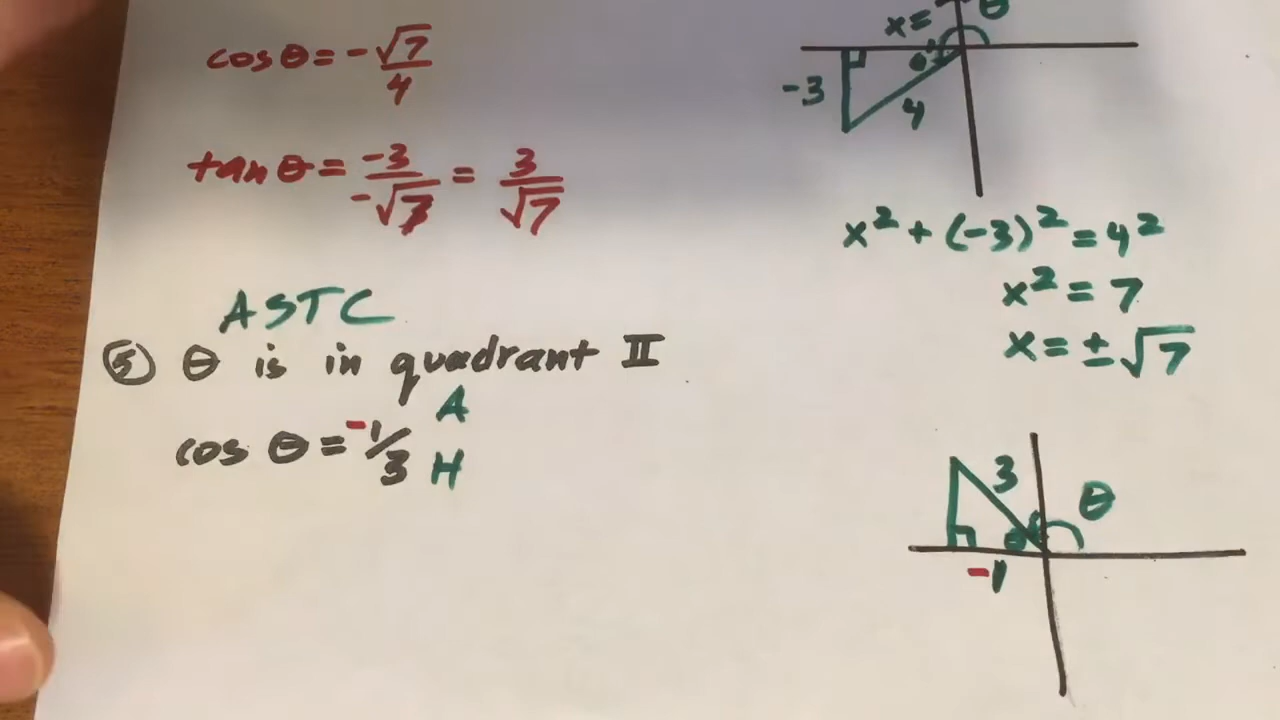 cos θ = -√7/4
tan θ = -3/-√7 = 3/√7
x = θ
θ'
-3
4
x² + (-3)² = 4²
x² = 7
x = ±√7
ASTC
⑤ θ is in quadrant II
cos θ = -1/3 A H
3
θ
θ'
-1